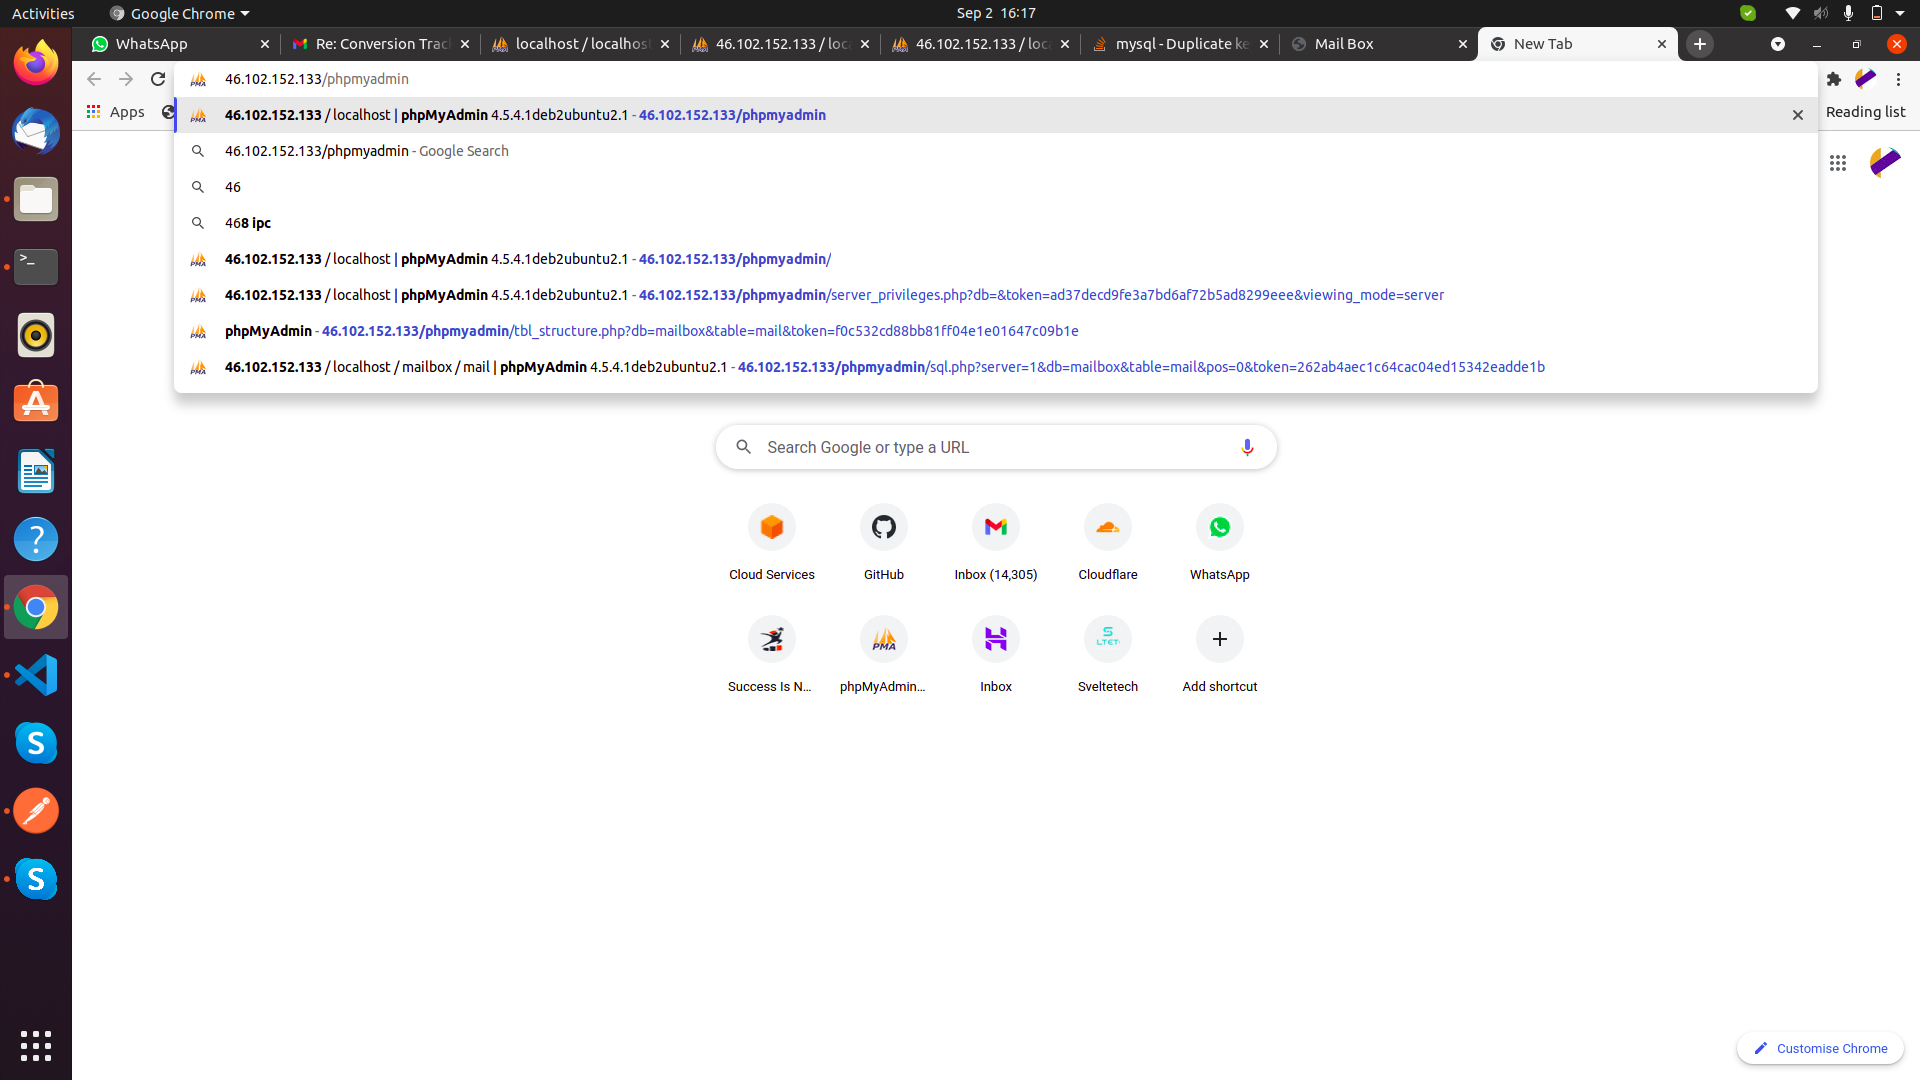 Activities
Google Chrome
Sep 2 16:17
WhatsApp
Re: Conversion Trac
localhost / localhost
46.102.152.133 / loc
46.102.152.133 / loc
mysql - Duplicate ke
Mail Box
New Tab
46.102.152.133/phpmyadmin
Apps
46.102.152.133 / localhost | phpMyAdmin 4.5.4.1deb2ubuntu2.1 - 46.102.152.133/phpmyadmin
Reading list
46.102.152.133/phpmyadmin - Google Search
46
468 ipc
46.102.152.133 / localhost | phpMyAdmin 4.5.4.1deb2ubuntu2.1 - 46.102.152.133/phpmyadmin/
46.102.152.133 / localhost | phpMyAdmin 4.5.4.1deb2ubuntu2.1 - 46.102.152.133/phpmyadmin/server_privileges.php?db=&token=ad37decd9fe3a7bd6af72b5ad8299eee&viewing_mode=server
phpMyAdmin - 46.102.152.133/phpmyadmin/tbl_structure.php?db=mailbox&table=mail&token=f0c532cd88bb81ff04e1e01647c09b1e
46.102.152.133 / localhost / mailbox / mail | phpMyAdmin 4.5.4.1deb2ubuntu2.1 - 46.102.152.133/phpmyadmin/sql.php?server=1&db=mailbox&table=mail&pos=0&token=262ab4aec1c64cac04ed15342eadde1b
Search Google or type a URL
Cloud Services
GitHub
Inbox (14,305)
Cloudflare
WhatsApp
Success Is N...
phpMyAdmin...
Inbox
Sveltetech
Add shortcut
Customise Chrome